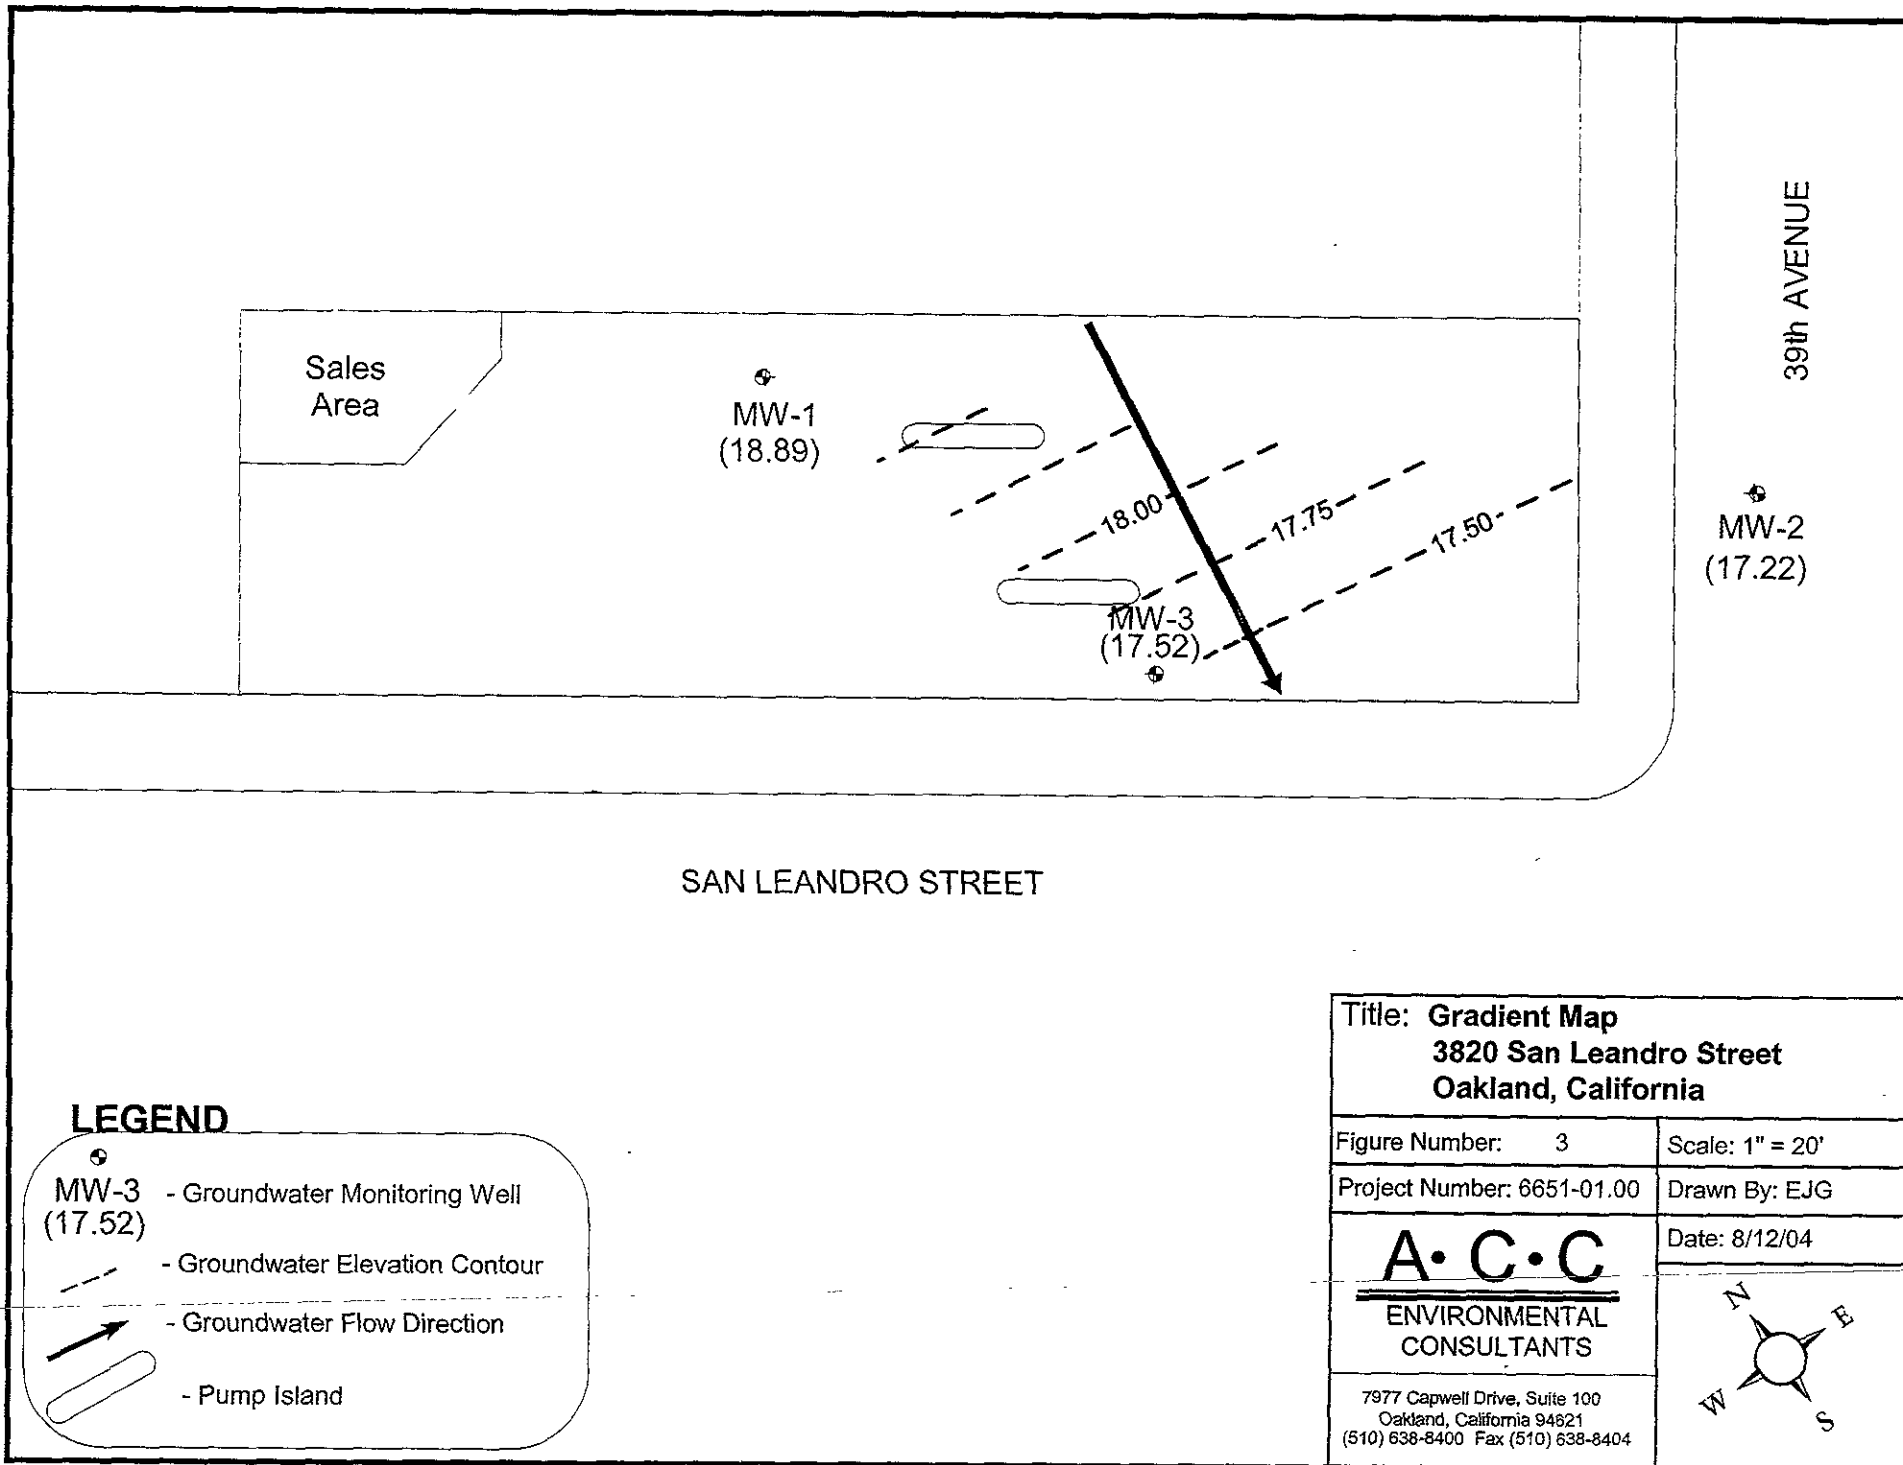 39th AVENUE
Sales
Area
MW-1
(18.89)
18.00
17.75
17.50
MW-2
(17.22)
MW-3
(17.52)
SAN LEANDRO STREET
LEGEND
MW-3
(17.52)
- Groundwater Monitoring Well
- Groundwater Elevation Contour
- Groundwater Flow Direction
- Pump Island
Title: Gradient Map
3820 San Leandro Street
Oakland, California
Figure Number: 3
Scale: 1" = 20'
Project Number: 6651-01.00
Drawn By: EJG
Date: 8/12/04
A•C•C
ENVIRONMENTAL
CONSULTANTS
7977 Capwell Drive, Suite 100
Oakland, California 94621
(510) 638-8400 Fax (510) 638-8404
N
E
W
S